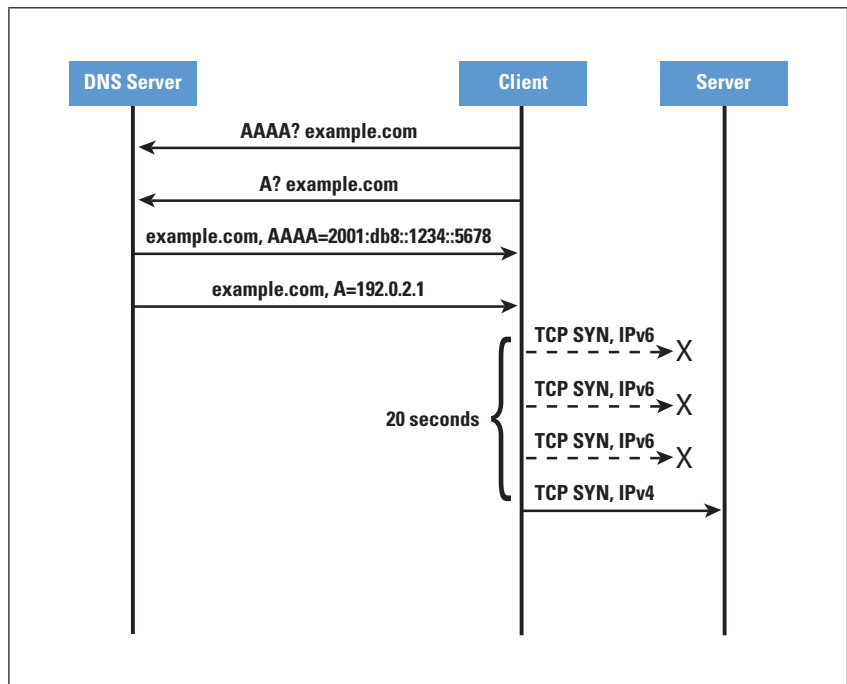 DNS Server
Client
Server
AAAA? example.com
A? example.com
example.com, AAAA=2001:db8::1234::5678
example.com, A=192.0.2.1
TCP SYN, IPv6
X
TCP SYN, IPv6
X
20 seconds
TCP SYN, IPv6
X
TCP SYN, IPv4